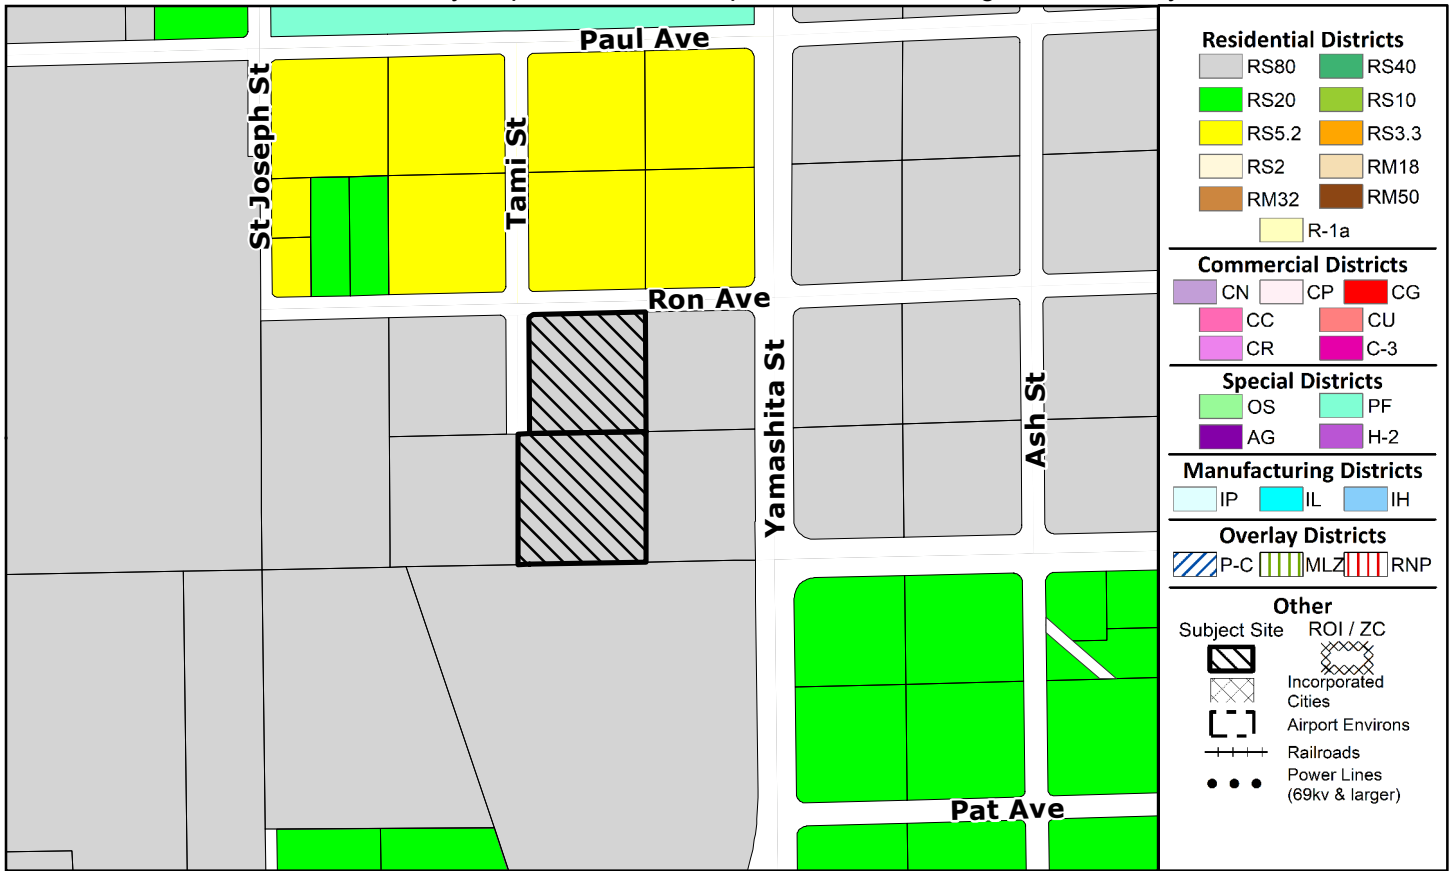 Paul Ave
St Joseph St
Tami St
Ron Ave
Yamashita St
Ash St
Pat Ave
Residential Districts
RS80 RS40
RS20 RS10
RS5.2 RS3.3
RS2 RM18
RM32 RM50
R-1a
Commercial Districts
CN CP CG
CC CU
CR C-3
Special Districts
OS PF
AG H-2
Manufacturing Districts
IP IL IH
Overlay Districts
P-C MLZ RNP
Other
Subject Site ROI / ZC
Incorporated
Cities
Airport Environs
Railroads
Power Lines
(69kv & larger)